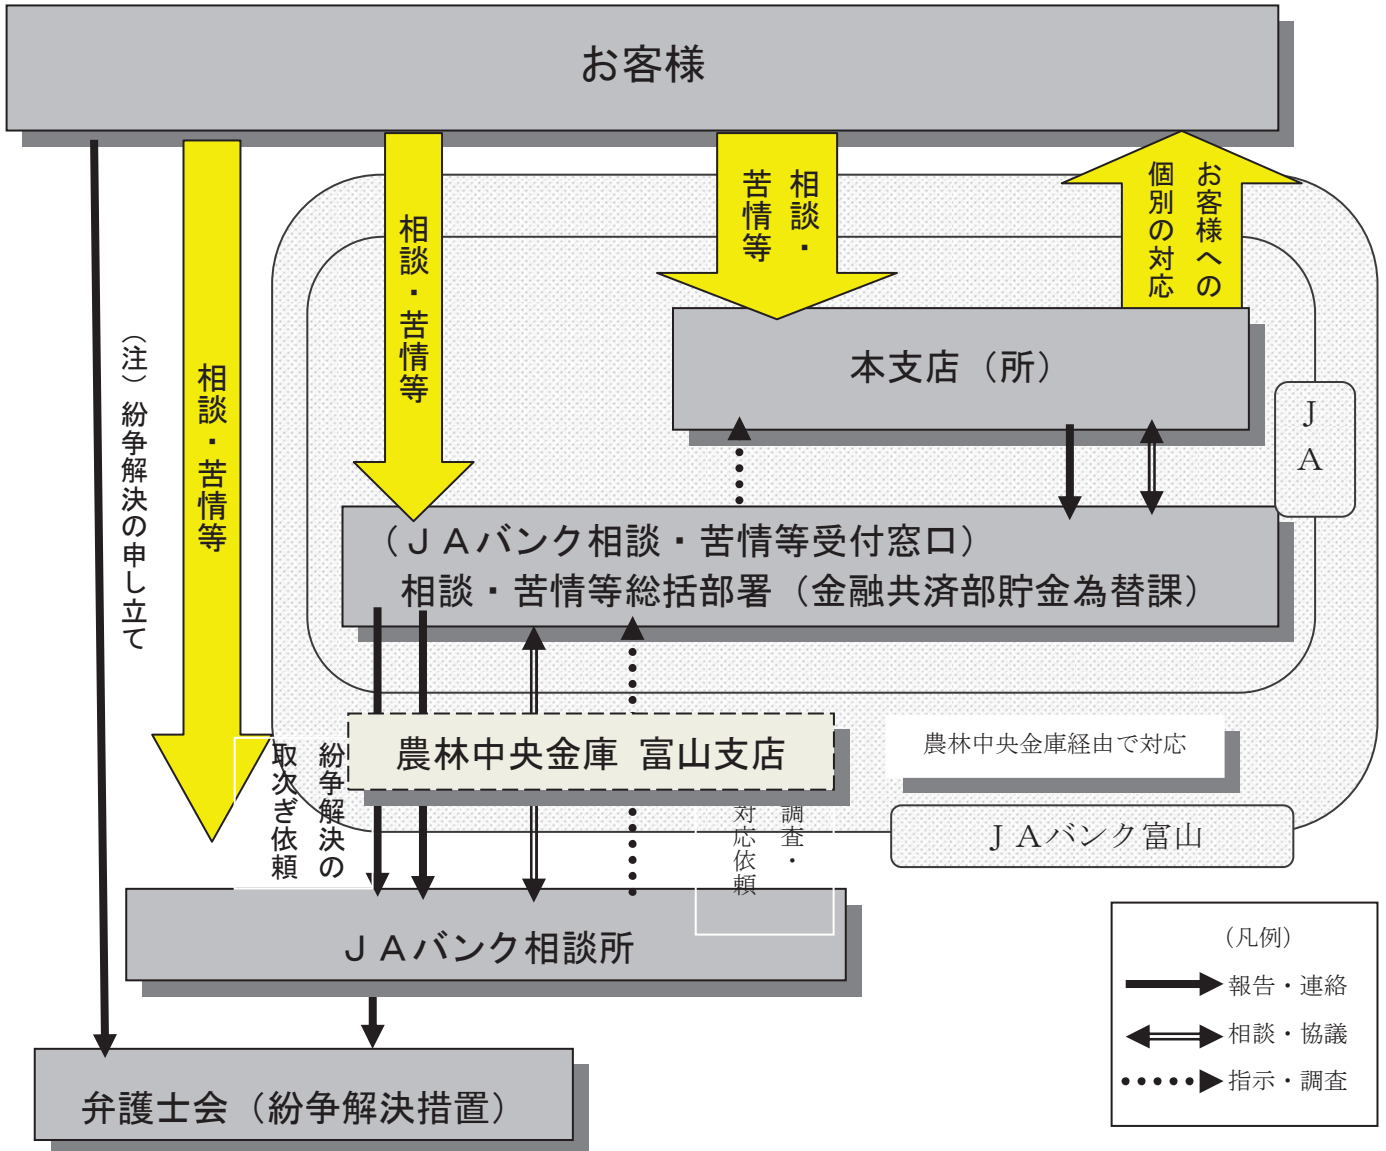 お客様
相談・
苦情等
お客様への
個別の対応
相談・苦情等
相談・苦情等
(注)紛争解決の申し立て
本支店(所)
JA
(JAバンク相談・苦情等受付窓口)
相談・苦情等総括部署(金融共済部貯金為替課)
農林中央金庫 富山支店
農林中央金庫経由で対応
紛争解決の
取次ぎ依頼
調査・
対応依頼
JAバンク富山
JAバンク相談所
弁護士会(紛争解決措置)
(凡例)
報告・連絡
相談・協議
指示・調査